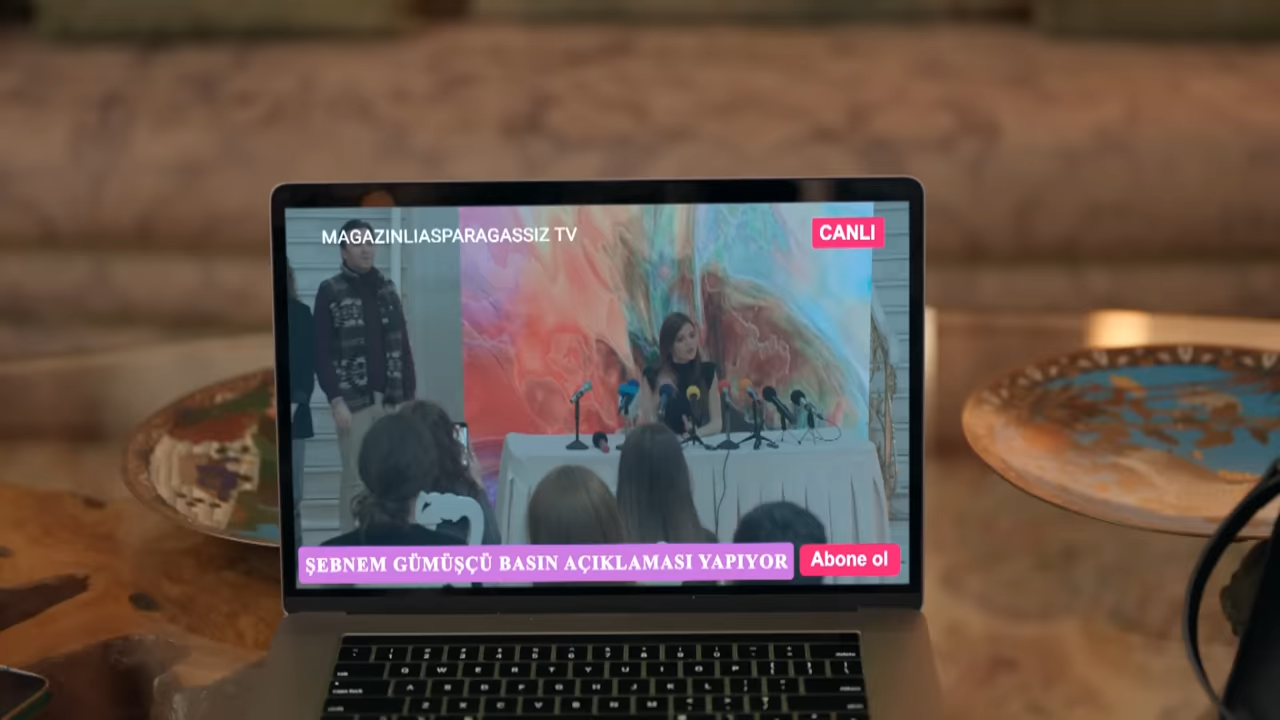 MAGAZINLIASPARAGASSIZ TV
CANLI
ŞEBNEM GÜMÜŞÇÜ BASIN AÇIKLAMASI YAPIYOR
Abone ol